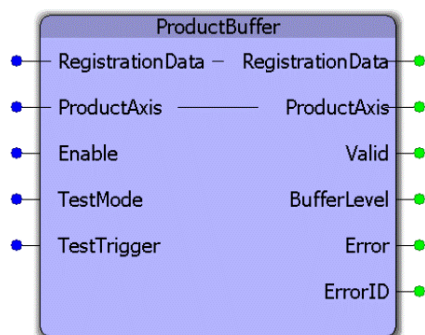 ProductBuffer
RegistrationData RegistrationData
ProductAxis ProductAxis
Enable Valid
TestMode BufferLevel
TestTrigger Error
ErrorID